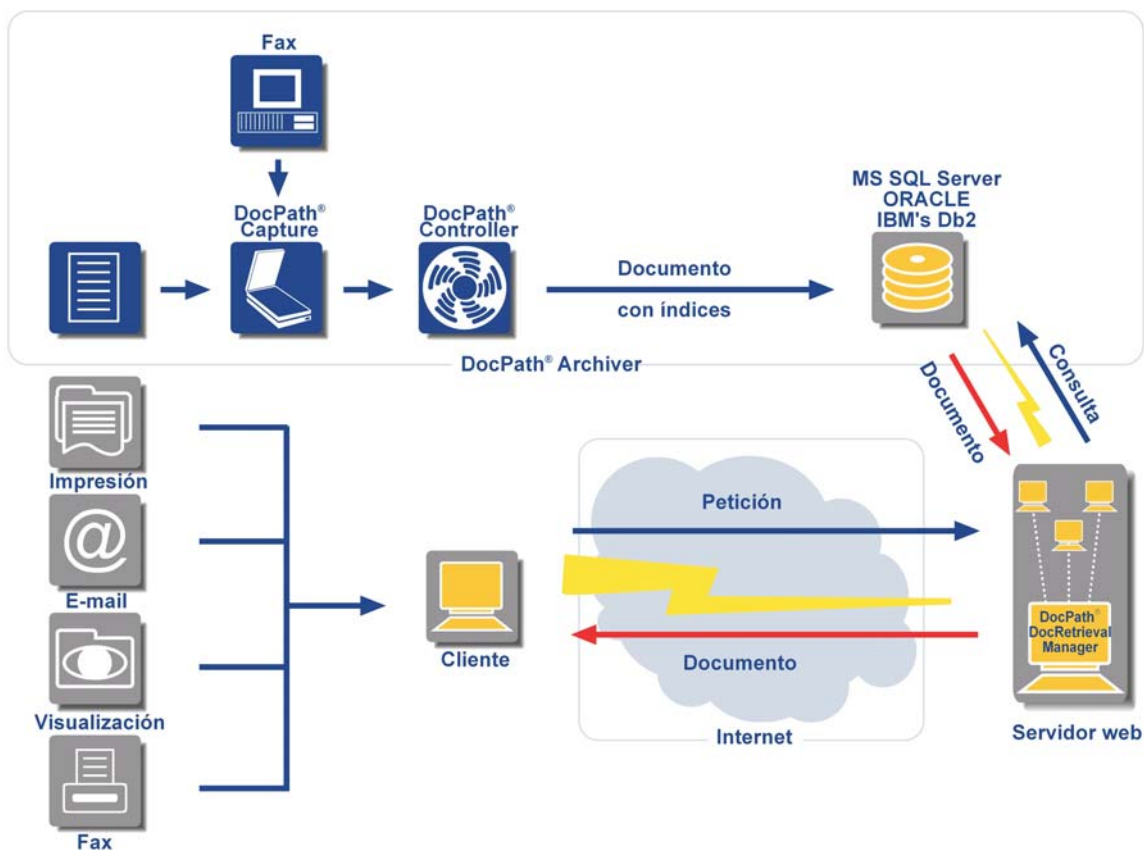 Fax
DocPath®
Capture
DocPath®
Controller
Documento
con índices
MS SQL Server
ORACLE
IBM's Db2
DocPath® Archiver
Documento
Consulta
Impresión
E-mail
Visualización
Fax
Cliente
Petición
Documento
Internet
DocPath®
DocRetrieval
Manager
Servidor web